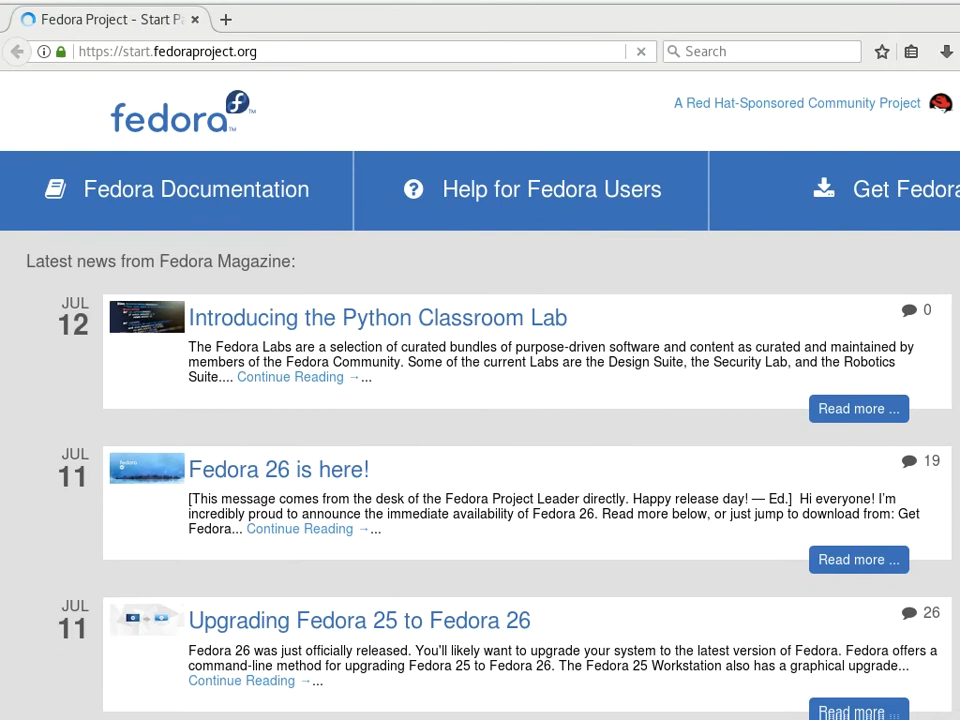 Fedora Project - Start P
https://start.fedoraproject.org
Search
fedora™
A Red Hat-Sponsored Community Project
Fedora Documentation
Help for Fedora Users
Get Fedora
Latest news from Fedora Magazine:
JUL
12
Introducing the Python Classroom Lab
0
The Fedora Labs are a selection of curated bundles of purpose-driven software and content as curated and maintained by
members of the Fedora Community. Some of the current Labs are the Design Suite, the Security Lab, and the Robotics
Suite.... Continue Reading →...
Read more ...
JUL
11
Fedora 26 is here!
19
[This message comes from the desk of the Fedora Project Leader directly. Happy release day! — Ed.]  Hi everyone! I'm
incredibly proud to announce the immediate availability of Fedora 26. Read more below, or just jump to download from: Get
Fedora... Continue Reading →...
Read more ...
JUL
11
Upgrading Fedora 25 to Fedora 26
26
Fedora 26 was just officially released. You'll likely want to upgrade your system to the latest version of Fedora. Fedora offers a
command-line method for upgrading Fedora 25 to Fedora 26. The Fedora 25 Workstation also has a graphical upgrade...
Continue Reading →...
Read more ...